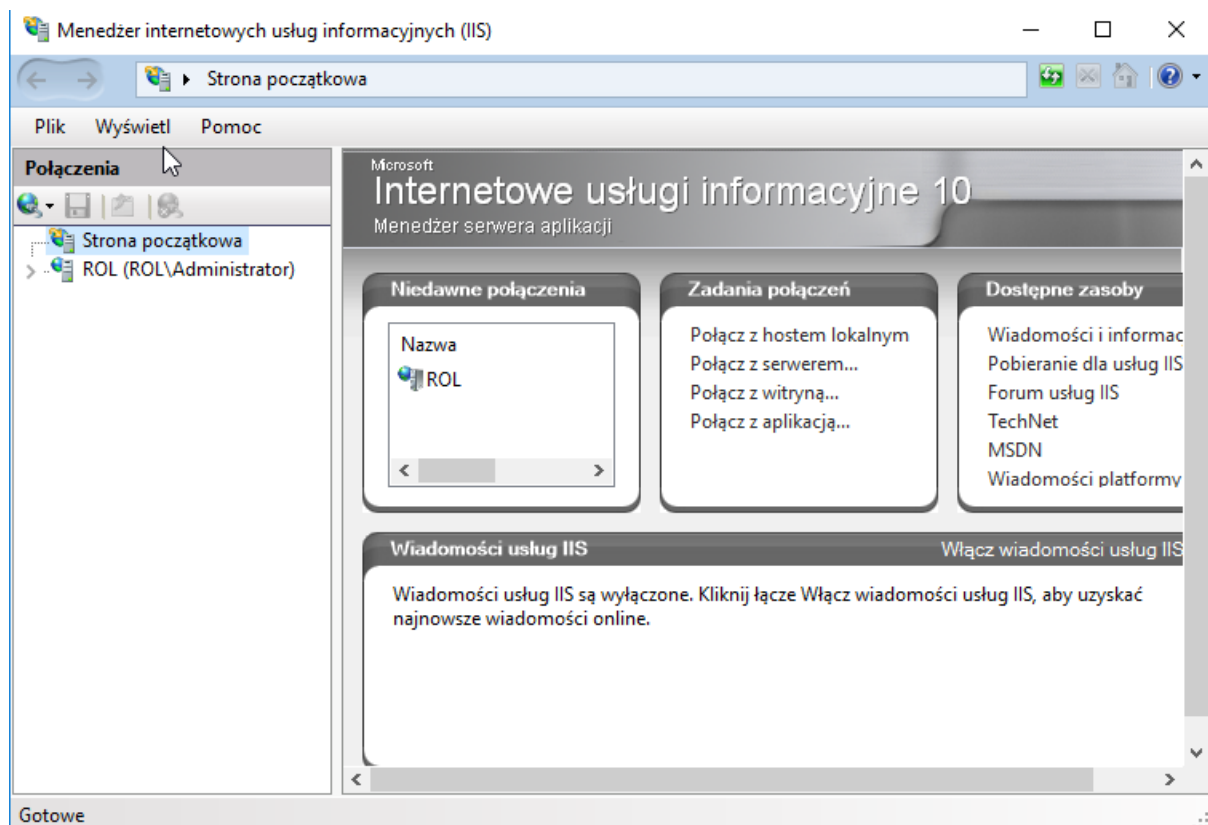 Menedżer internetowych usług informacyjnych (IIS)
Strona początkowa
Plik Wyświetl Pomoc
Połączenia
Strona początkowa
ROL (ROL\Administrator)
Microsoft
Internetowe usługi informacyjne 10
Menedżer serwera aplikacji
Niedawne połączenia
Nazwa
ROL
Zadania połączeń
Połącz z hostem lokalnym
Połącz z serwerem...
Połącz z witryną...
Połącz z aplikacją...
Dostępne zasoby
Wiadomości i informac
Pobieranie dla usług IIS
Forum usług IIS
TechNet
MSDN
Wiadomości platformy
Wiadomości usług IIS
Włącz wiadomości usług IIS
Wiadomości usług IIS są wyłączone. Kliknij łącze Włącz wiadomości usług IIS, aby uzyskać
najnowsze wiadomości online.
Gotowe